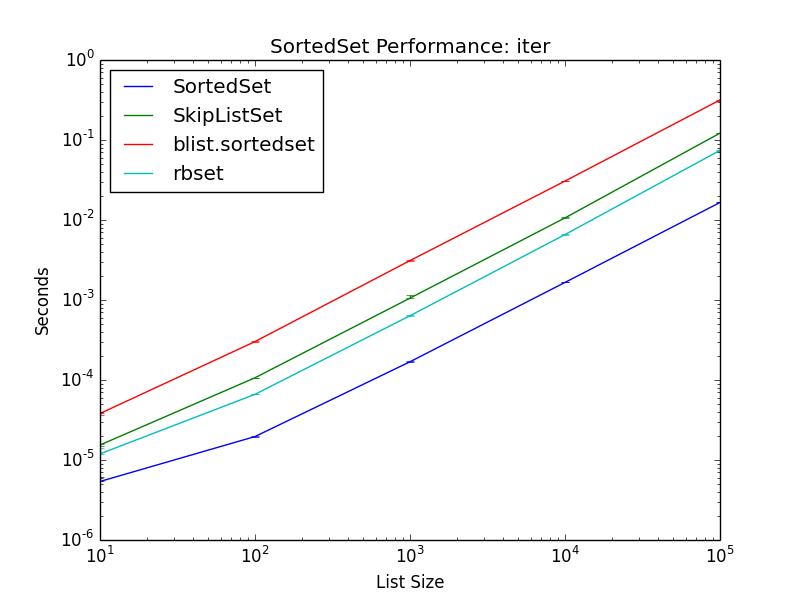 SortedSet Performance: iter
10^0
SortedSet
SkipListSet
blist.sortedset
rbset
10^-1
10^-2
Seconds
10^-3
10^-4
10^-5
10^-6
10^1 10^2 10^3 10^4 10^5
List Size